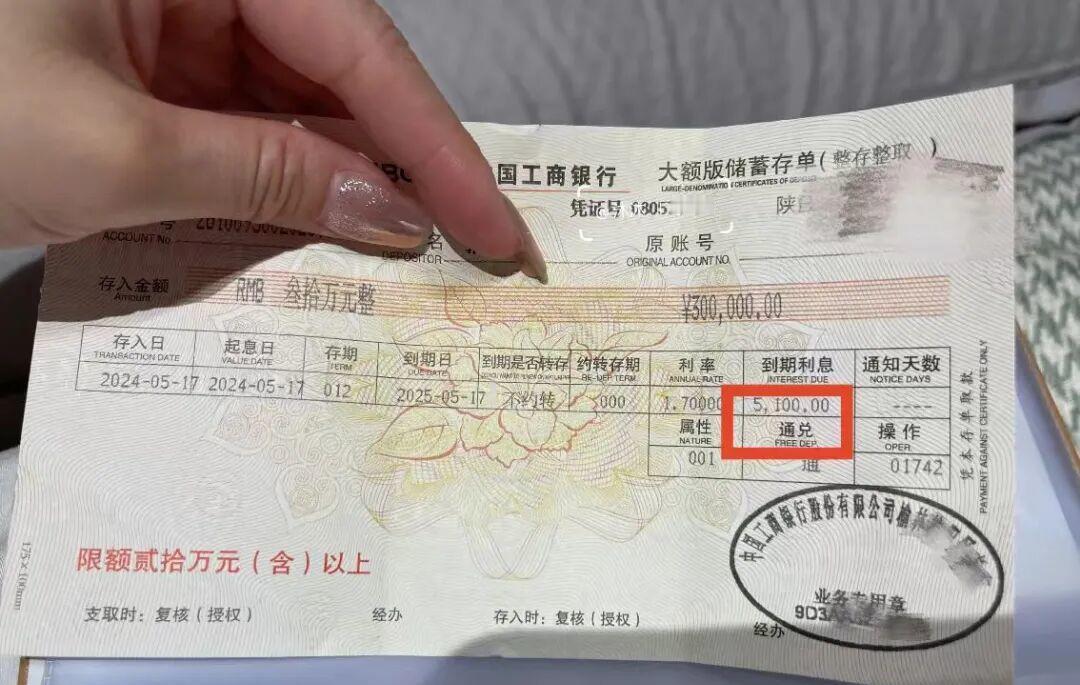 国工商银行 大额版储蓄存单(整存整取)
LARGE-DENOMINATION CERTIFICATES OF DEPOSIT
凭证号 6805 陕
号 名 原账号
ACCOUNT No. DEPOSITOR ORIGINAL ACCOUNT NO.
存入金额 RMB 叁拾万元整 ¥300,000.00
Amount
存入日 起息日 存期 到期日 到期是否转存 约转存期 利率 到期利息 通知天数
TRANSACTION DATE VALUE DATE TERM DUE DATE RE-DEP TERM ANNUAL RATE INTEREST DUE NOTICE DAYS
2024-05-17 2024-05-17 012 2025-05-17 不约转 000 1.70000 5,100.00 ----
属性 通兑 操作
NATURE FREE DEP. OPER.
001 通 01742
凭本存单取款
PAYMENT AGAINST CERTIFICATE ONLY
中国工商银行股份有限公司榆林
业务专用章
9D3A
限额贰拾万元(含)以上
支取时:复核(授权) 经办 存入时:复核(授权) 经办
175×100mm